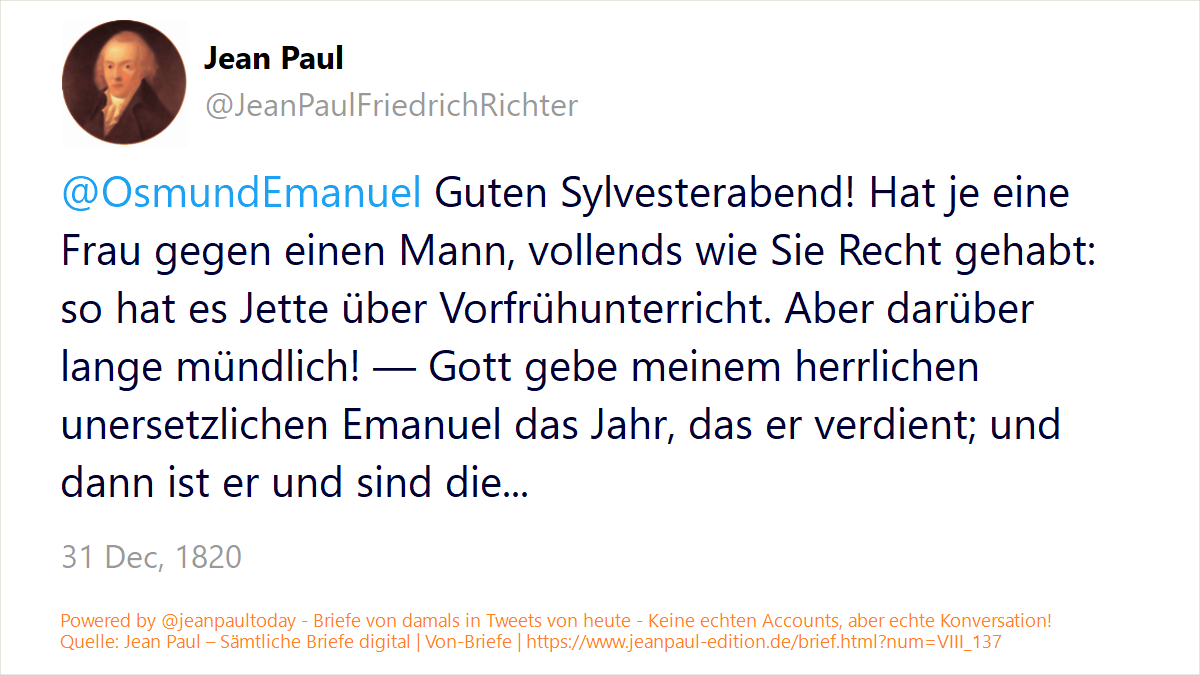 Jean Paul
@JeanPaulFriedrichRichter
@OsmundEmanuel Guten Sylvesterabend! Hat je eine
Frau gegen einen Mann, vollends wie Sie Recht gehabt:
so hat es Jette über Vorfrühunterricht. Aber darüber
lange mündlich! — Gott gebe meinem herrlichen
unersetzlichen Emanuel das Jahr, das er verdient; und
dann ist er und sind die...
31 Dec, 1820
Powered by @jeanpaultoday - Briefe von damals in Tweets von heute - Keine echten Accounts, aber echte Konversation!
Quelle: Jean Paul – Sämtliche Briefe digital | Von-Briefe | https://www.jeanpaul-edition.de/brief.html?num=VIII_137